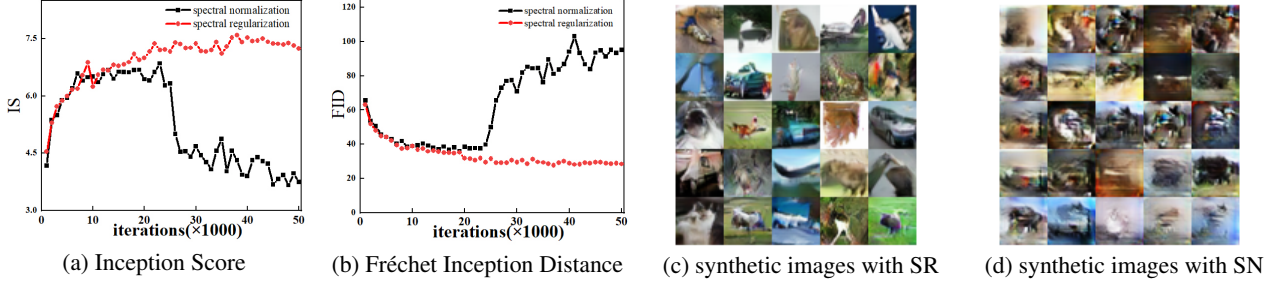 spectral normalization
spectral regularization
7.5
6.0
4.5
3.0
IS
0 10 20 30 40 50
iterations(×1000)
(a) Inception Score
spectral normalization
spectral regularization
120
100
80
60
40
20
0
FID
0 10 20 30 40 50
iterations(×1000)
(b) Fréchet Inception Distance
(c) synthetic images with SR
(d) synthetic images with SN